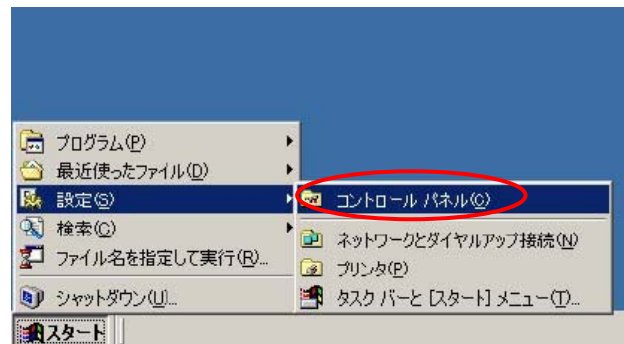 プログラム(P)
最近使ったファイル(D)
設定(S)
検索(C)
ファイル名を指定して実行(R)...
シャットダウン(U)...
スタート
コントロール パネル(C)
ネットワークとダイヤルアップ接続(N)
プリンタ(P)
タスク バーと [スタート] メニュー(T)...